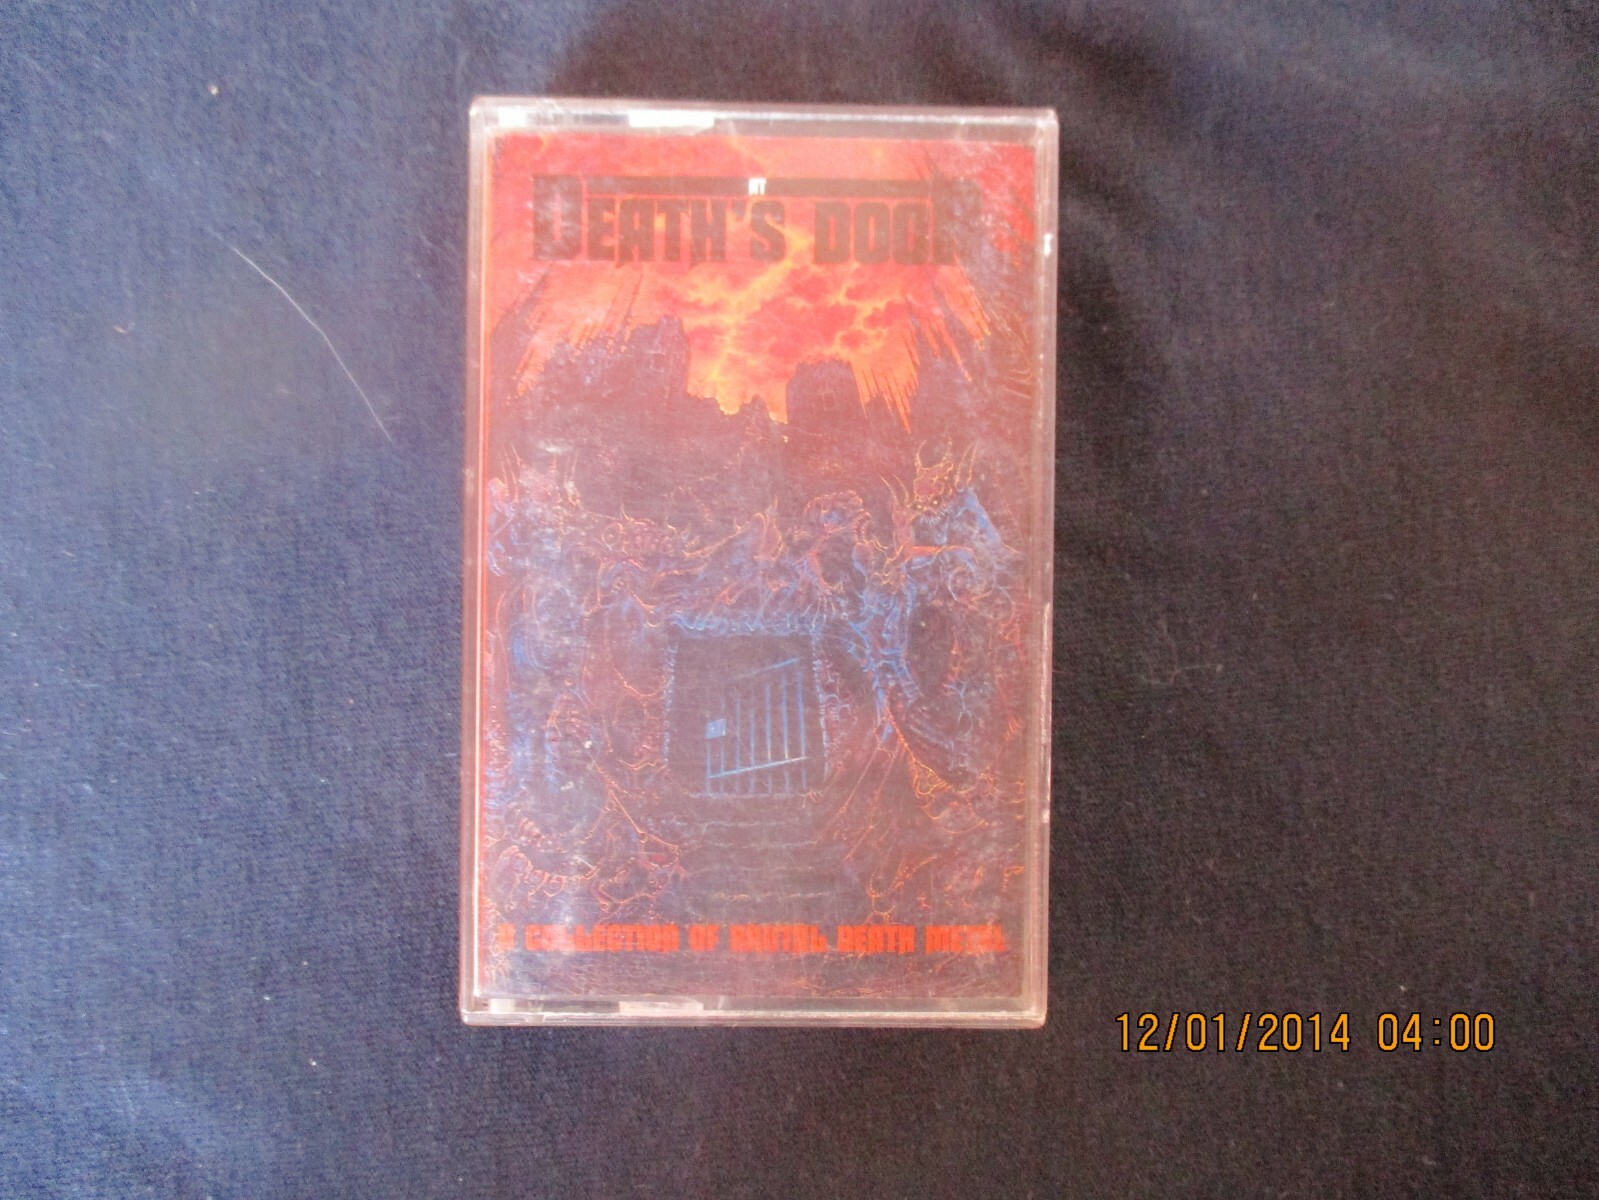 AT
DEATH'S DOOR
A COLLECTION OF BRUTAL DEATH METAL
12/01/2014 04:00